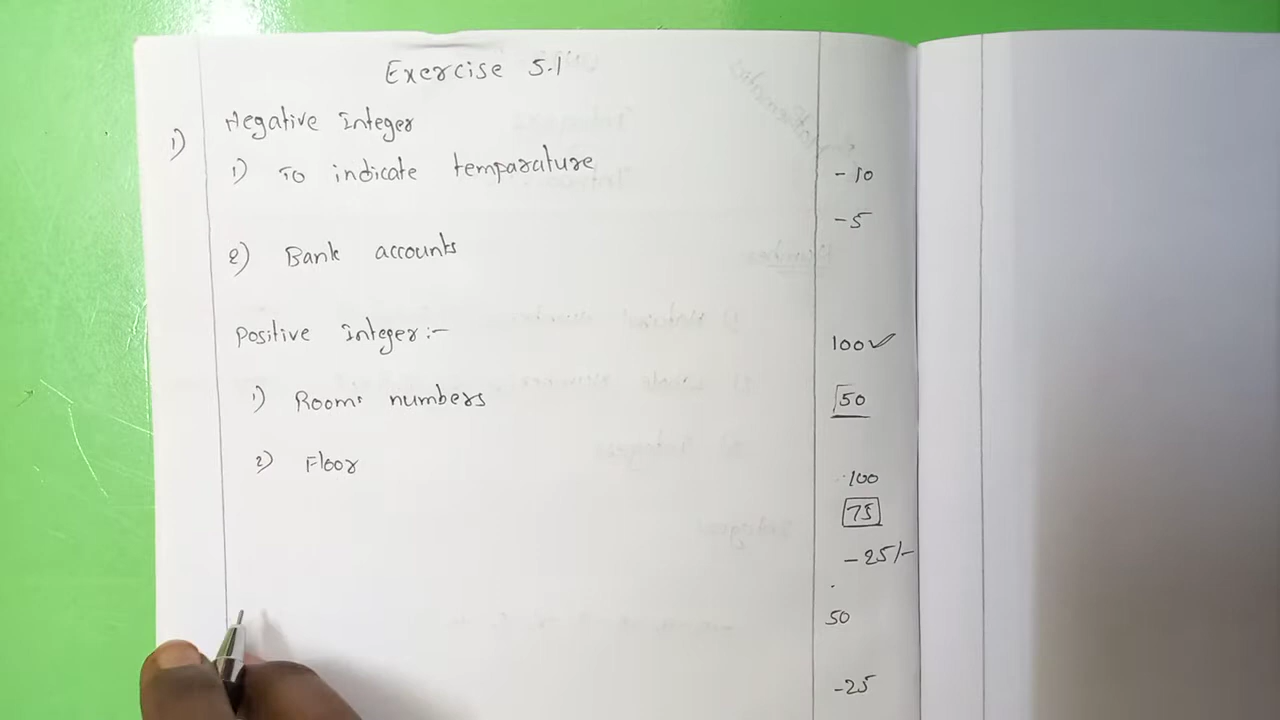 Exercise 5.1
1) Negative Integer
1) To indicate temparature
-10
-5
2) Bank accounts
Positive Integer:-
100✓
1) Room numbers
50
2) Floor
100
75
-25/-
50
-25